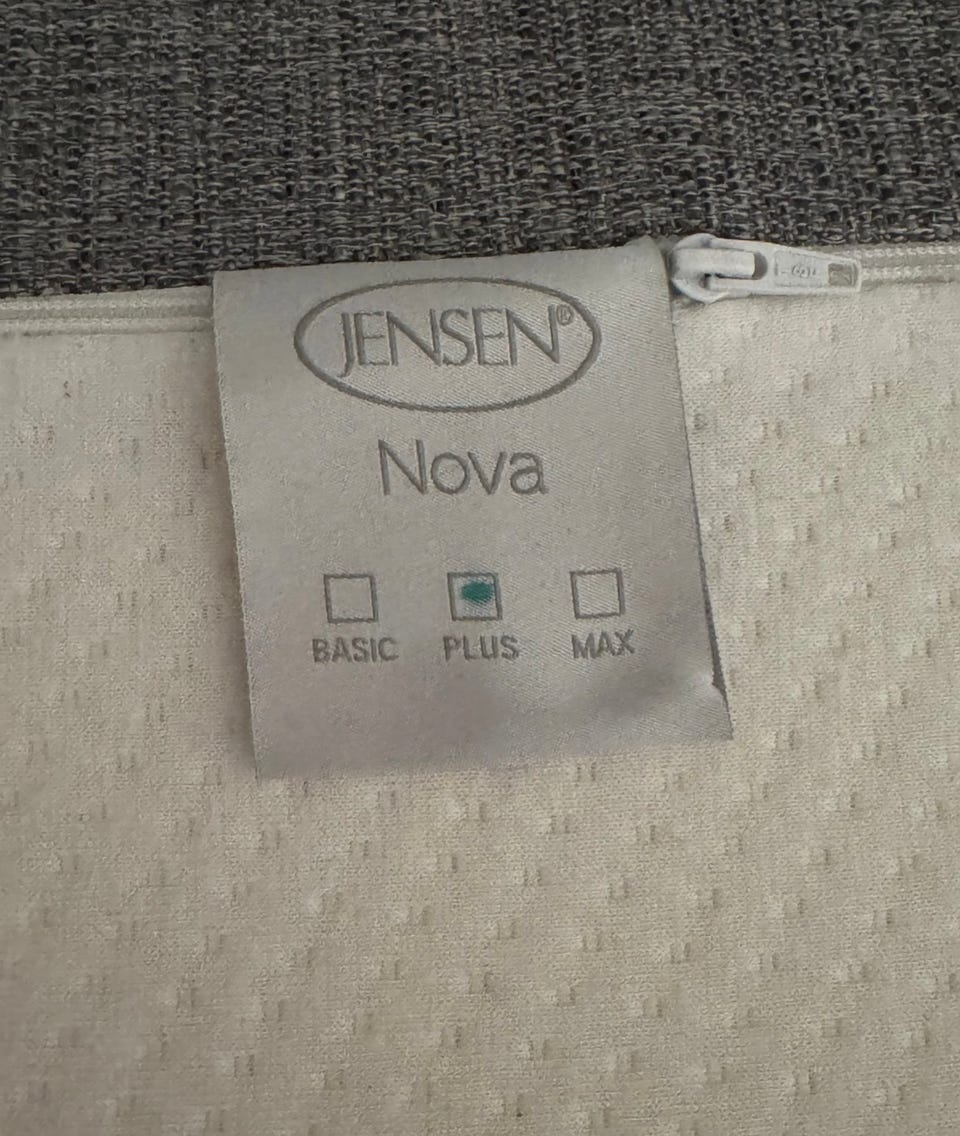 JENSEN®
Nova
BASIC PLUS MAX